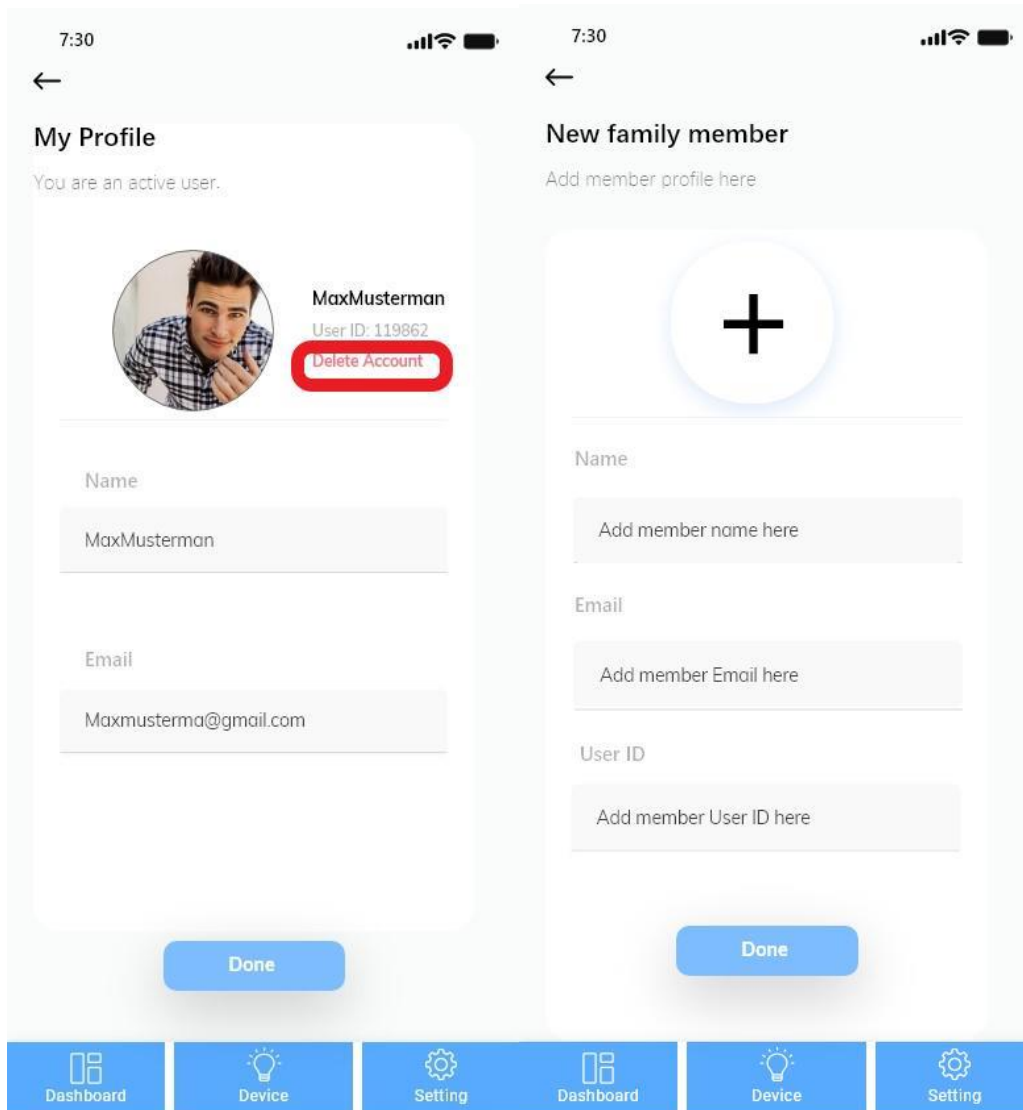 7:30
My Profile
You are an active user.
MaxMusterman
User ID: 119862
Delete Account
Name
MaxMusterman
Email
Maxmusterma@gmail.com
Done
Dashboard
Device
Setting
7:30
New family member
Add member profile here
Name
Add member name here
Email
Add member Email here
User ID
Add member User ID here
Done
Dashboard
Device
Setting